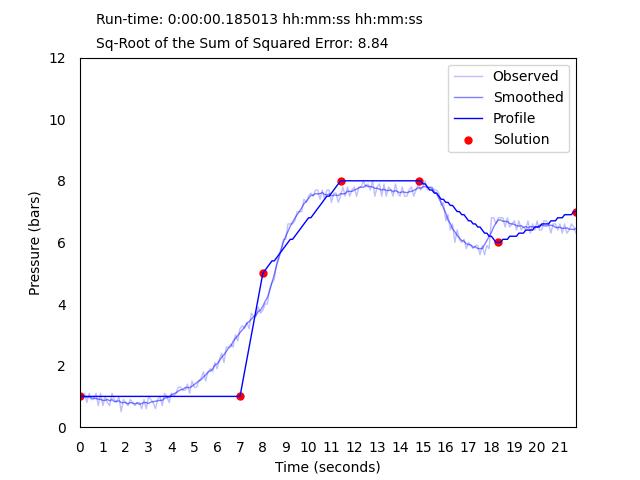 Run-time: 0:00:00.185013 hh:mm:ss hh:mm:ss
Sq-Root of the Sum of Squared Error: 8.84
12
10
8
6
4
2
0
Pressure (bars)
Observed
Smoothed
Profile
Solution
0 1 2 3 4 5 6 7 8 9 10 11 12 13 14 15 16 17 18 19 20 21
Time (seconds)